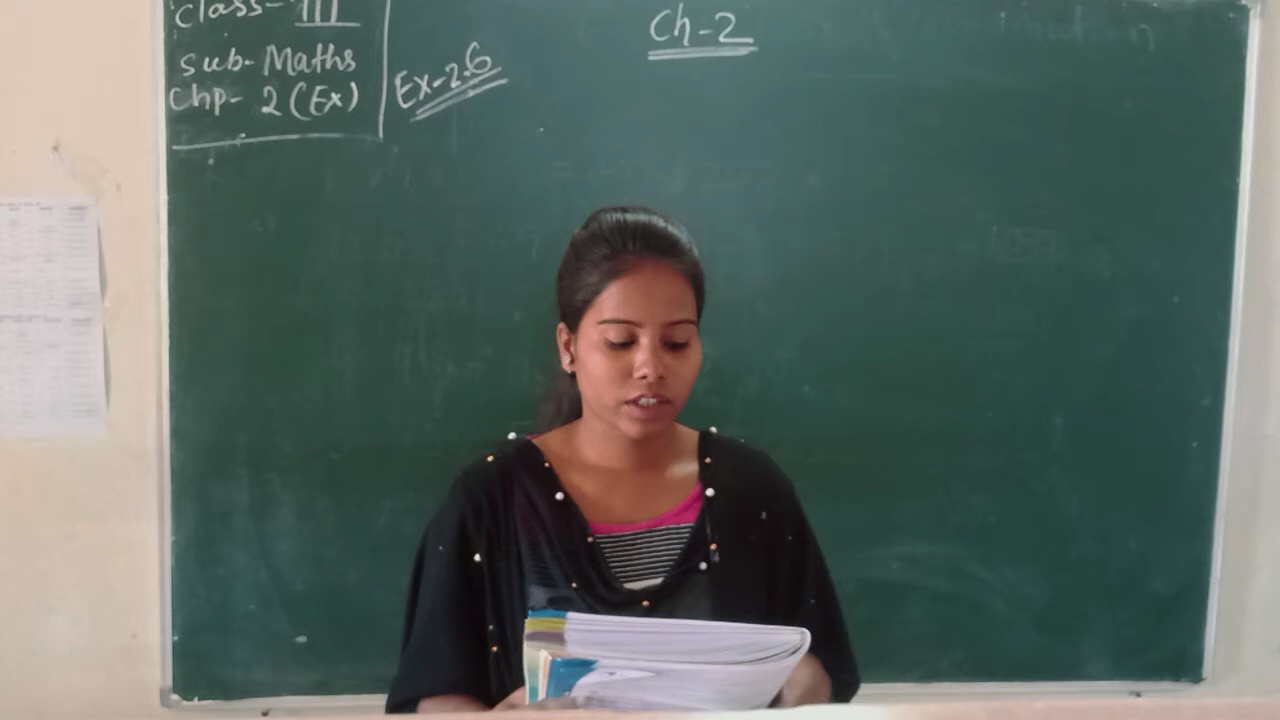 class- III
Sub- Maths
Chp- 2 (Ex)
Ex-2.6
Ch-2